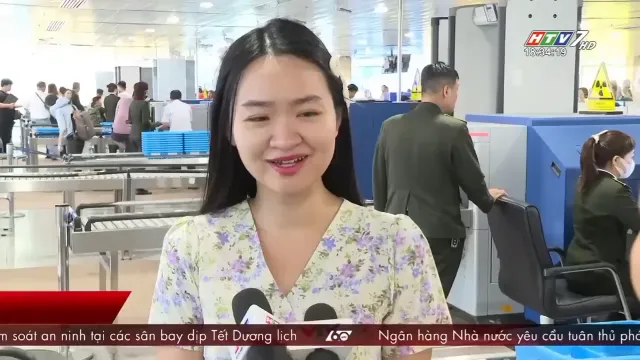 HTV7 HD
18:34:19
soát an ninh tại các sân bay dịp Tết Dương lịch 60 Ngân hàng Nhà nước yêu cầu tuân thủ